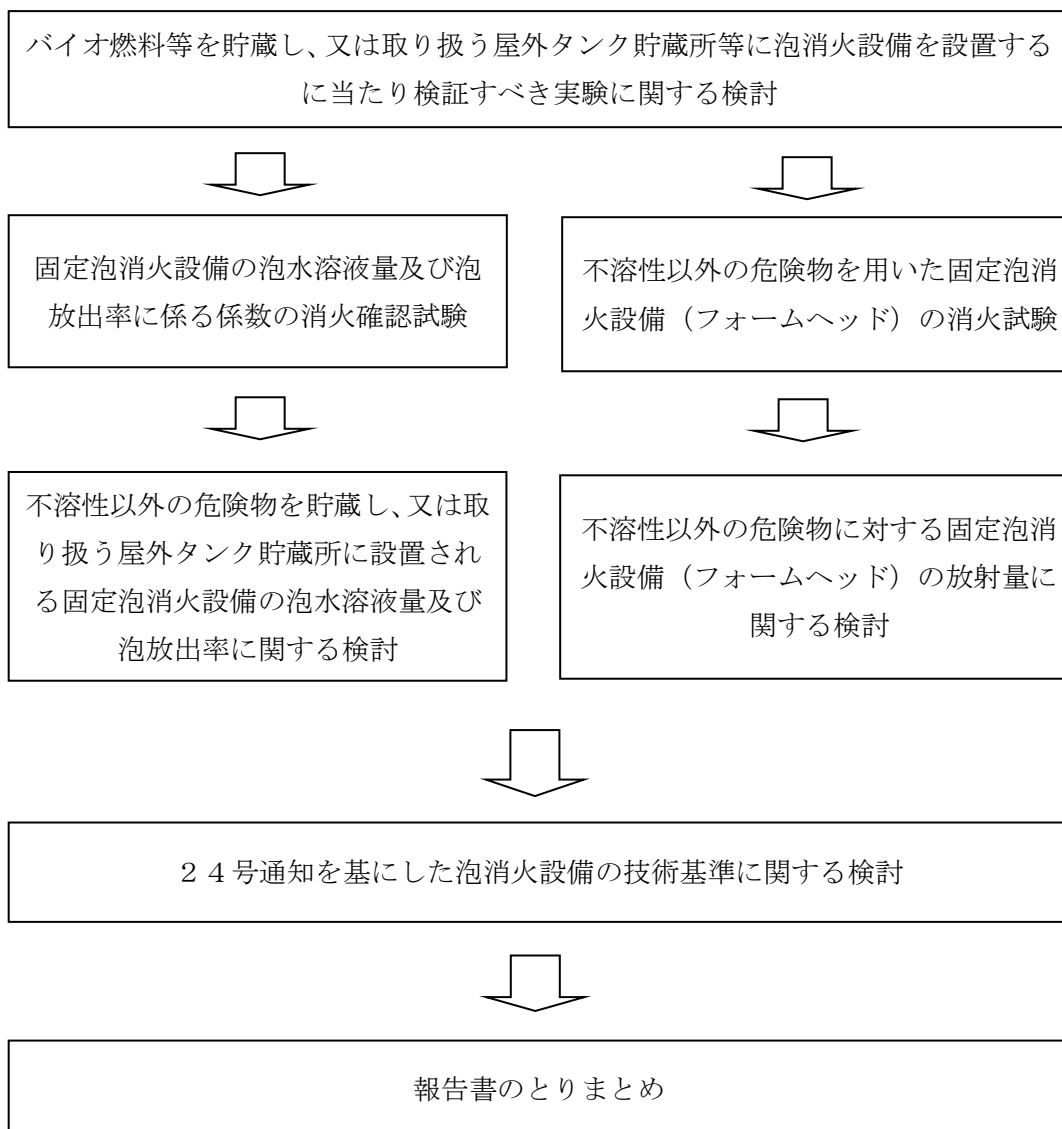 バイオ燃料等を貯蔵し、又は取り扱う屋外タンク貯蔵所等に泡消火設備を設置する
に当たり検証すべき実験に関する検討
固定泡消火設備の泡水溶液量及び泡
放出率に係る係数の消火確認試験
不溶性以外の危険物を用いた固定泡消
火設備（フォームヘッド）の消火試験
不溶性以外の危険物を貯蔵し、又は取
り扱う屋外タンク貯蔵所に設置され
る固定泡消火設備の泡水溶液量及び
泡放出率に関する検討
不溶性以外の危険物に対する固定泡消
火設備（フォームヘッド）の放射量に
関する検討
２４号通知を基にした泡消火設備の技術基準に関する検討
報告書のとりまとめ